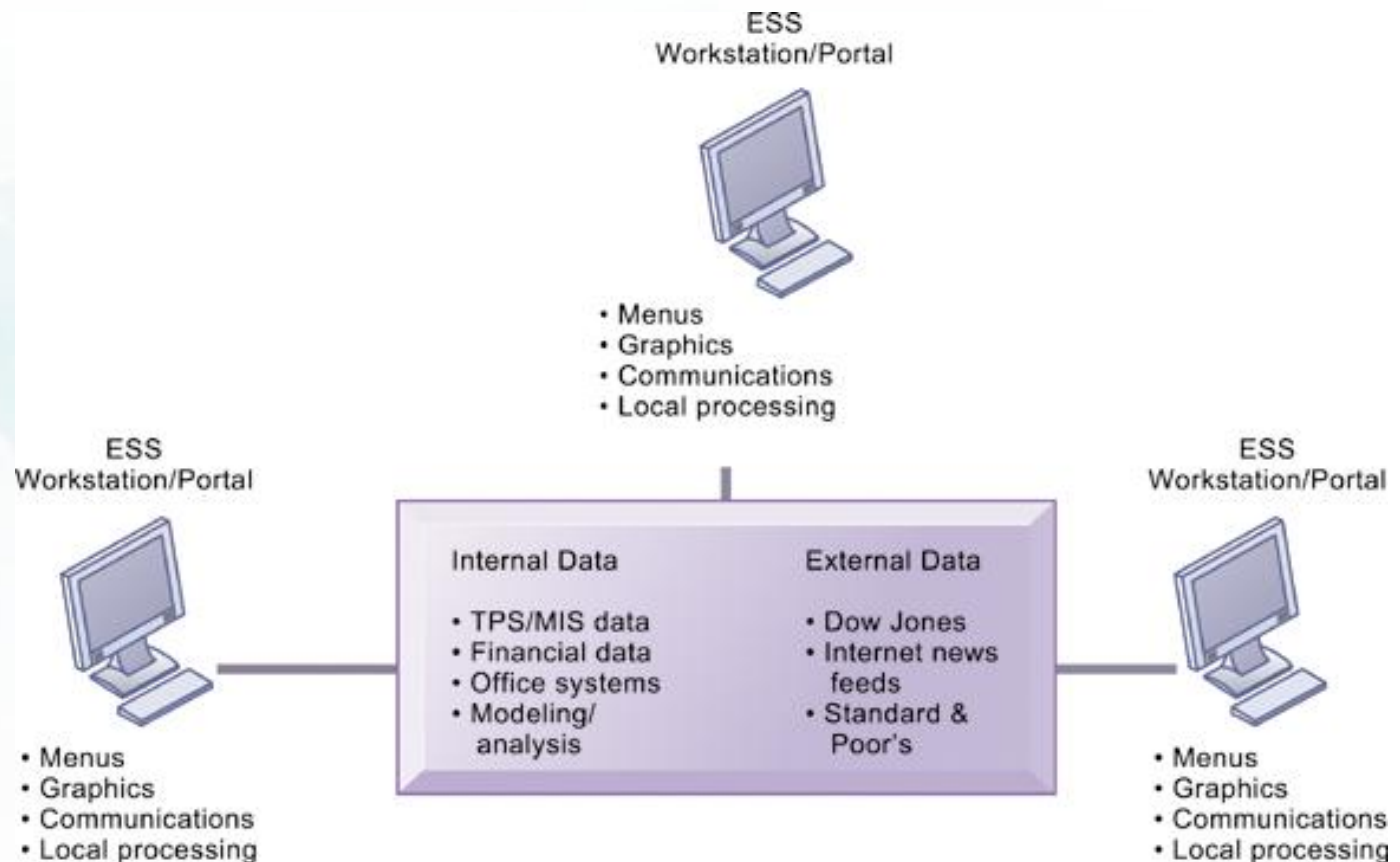 ESS
Workstation/Portal
• Menus
• Graphics
• Communications
• Local processing
ESS
Workstation/Portal
• Menus
• Graphics
• Communications
• Local processing
Internal Data
• TPS/MIS data
• Financial data
• Office systems
• Modeling/
analysis
External Data
• Dow Jones
• Internet news
feeds
• Standard &
Poor's
ESS
Workstation/Portal
• Menus
• Graphics
• Communications
• Local processing